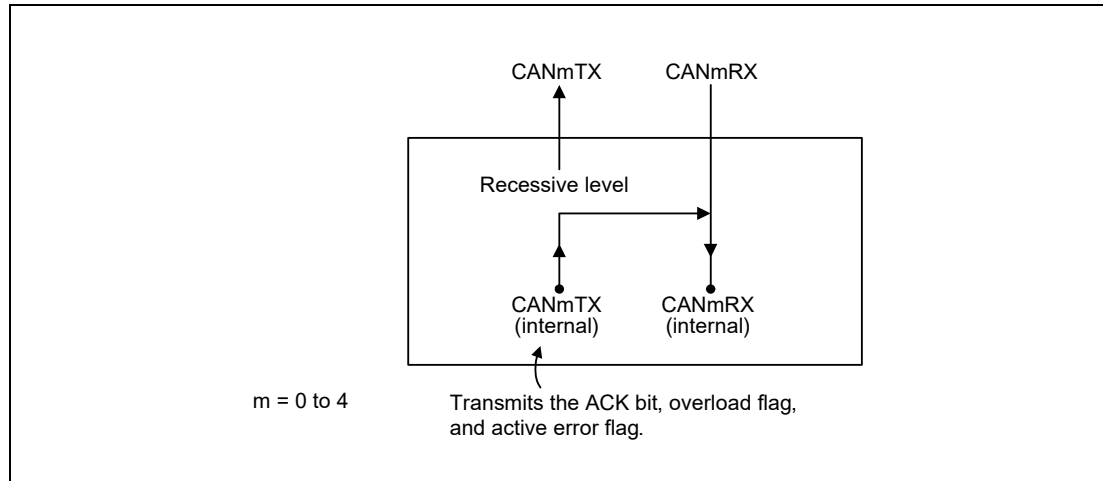 CANmTX
CANmRX
Recessive level
CANmTX
(internal)
CANmRX
(internal)
m = 0 to 4
Transmits the ACK bit, overload flag,
and active error flag.